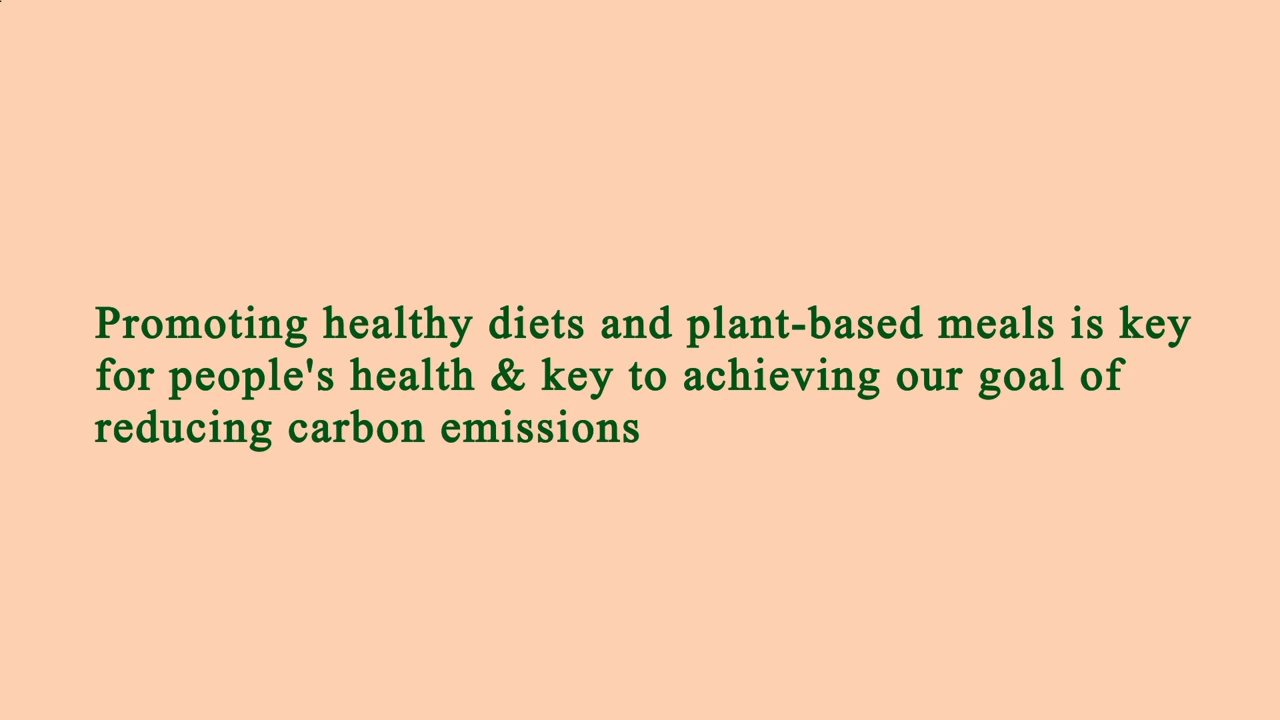 Promoting healthy diets and plant-based meals is key
for people's health & key to achieving our goal of
reducing carbon emissions